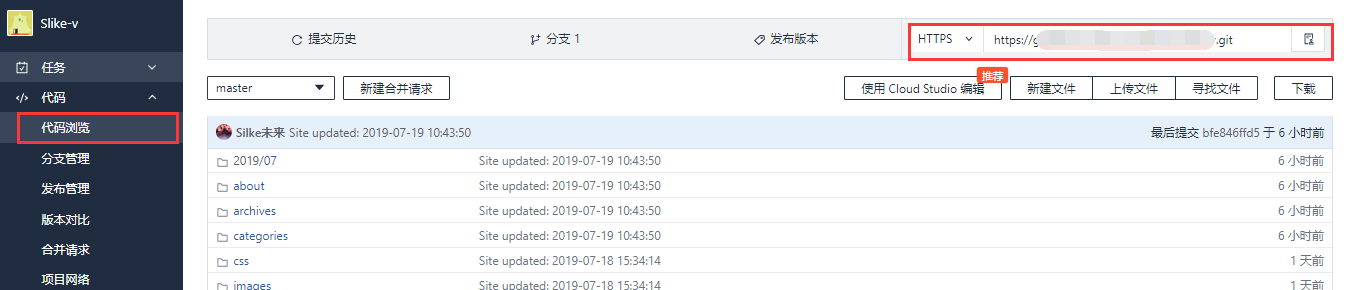 Slike-v
任务
代码
代码浏览
分支管理
发布管理
版本对比
合并请求
项目网络
提交历史
分支 1
发布版本
HTTPS
https://g
.git
master
新建合并请求
推荐
使用 Cloud Studio 编辑
新建文件
上传文件
寻找文件
下载
Silke未来 Site updated: 2019-07-19 10:43:50 最后提交 bfe846ffd5 于 6 小时前
2019/07 Site updated: 2019-07-19 10:43:50 6 小时前
about Site updated: 2019-07-19 10:43:50 6 小时前
archives Site updated: 2019-07-19 10:43:50 6 小时前
categories Site updated: 2019-07-19 10:43:50 6 小时前
css Site updated: 2019-07-18 15:34:14 1 天前
images Site updated: 2019-07-18 15:34:14 1 天前